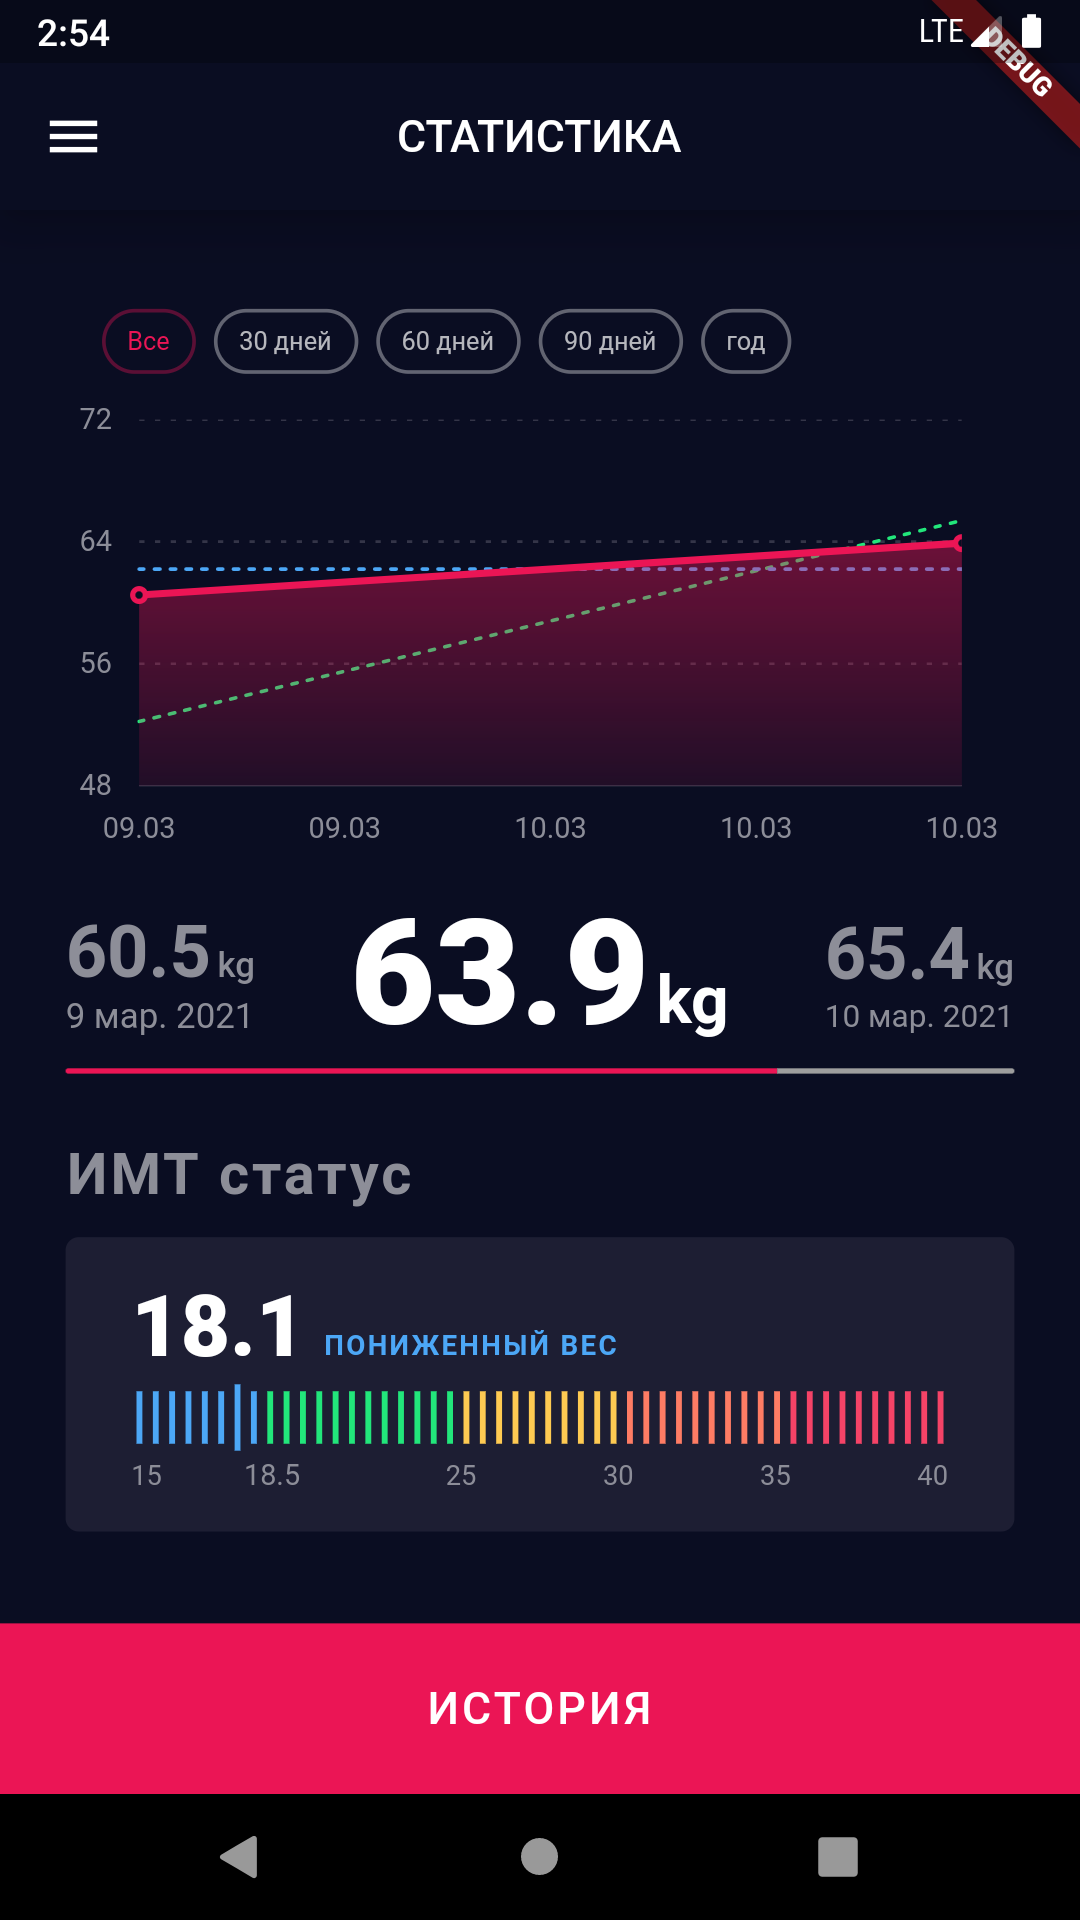 2:54
LTE
DEBUG
СТАТИСТИКА
Все 30 дней 60 дней 90 дней год
72
64
56
48
09.03 09.03 10.03 10.03 10.03
60.5 kg 63.9 kg 65.4 kg
9 мар. 2021 10 мар. 2021
ИМТ статус
18.1 ПОНИЖЕННЫЙ ВЕС
15 18.5 25 30 35 40
ИСТОРИЯ